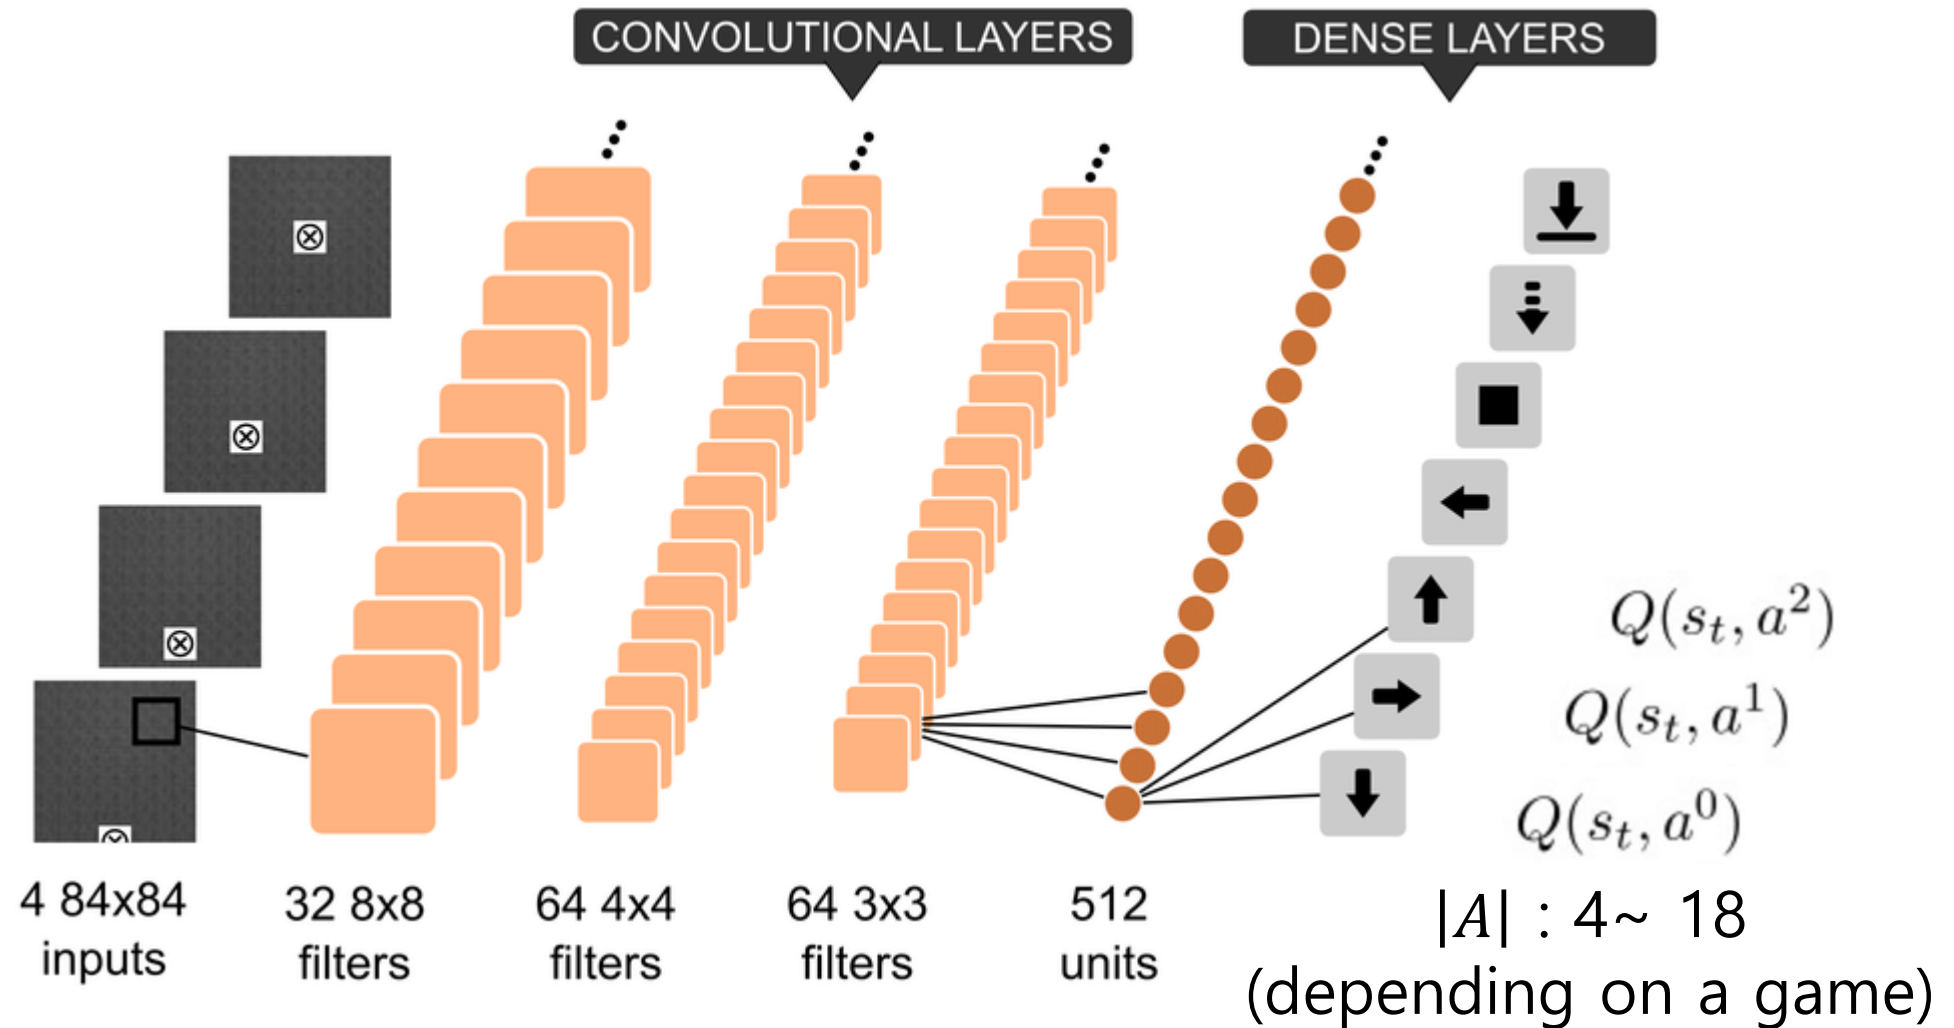 CONVOLUTIONAL LAYERS
DENSE LAYERS
Q(s_t, a^2)
Q(s_t, a^1)
Q(s_t, a^0)
4 84x84
inputs
32 8x8
filters
64 4x4
filters
64 3x3
filters
512
units
|A| : 4~ 18
(depending on a game)